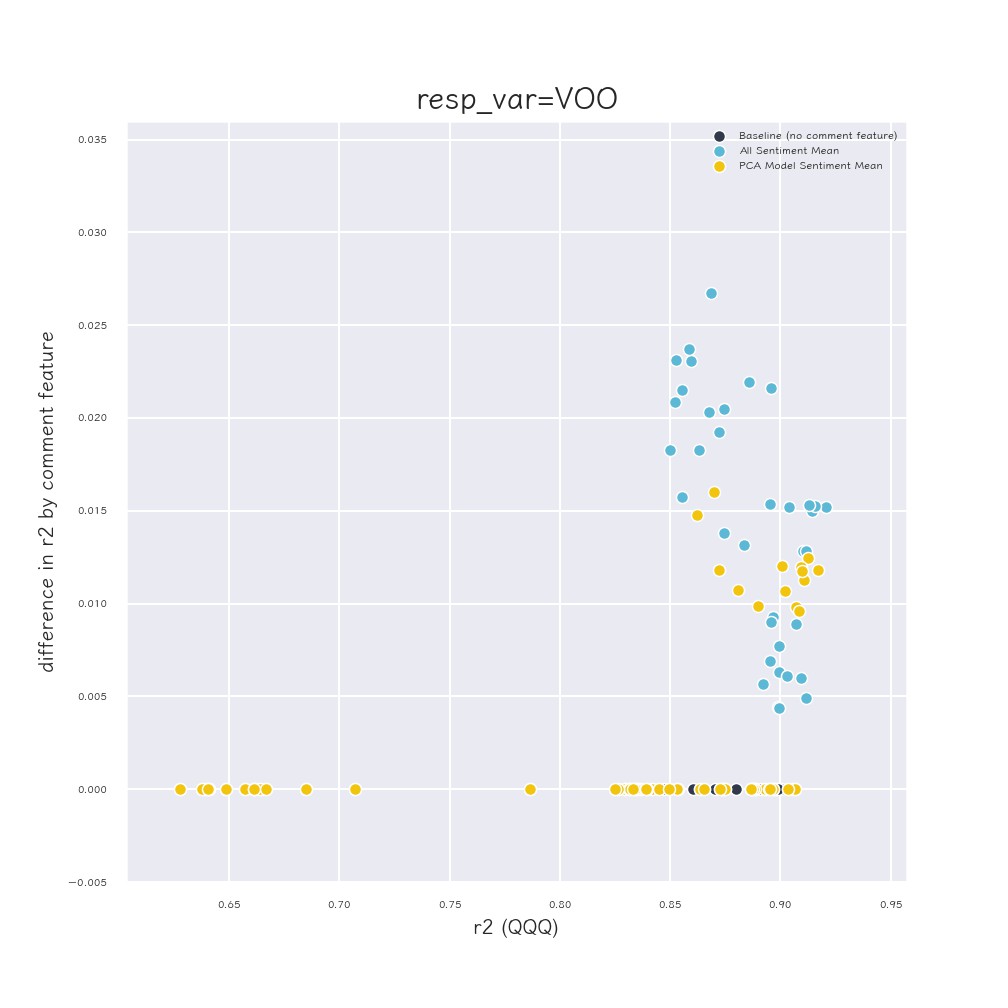 resp_var=VOO
0.035
Baseline (no comment feature)
All Sentiment Mean
PCA Model Sentiment Mean
0.030
0.025
0.020
0.015
0.010
0.005
0.000
−0.005
difference in r2 by comment feature
0.65 0.70 0.75 0.80 0.85 0.90 0.95
r2 (QQQ)